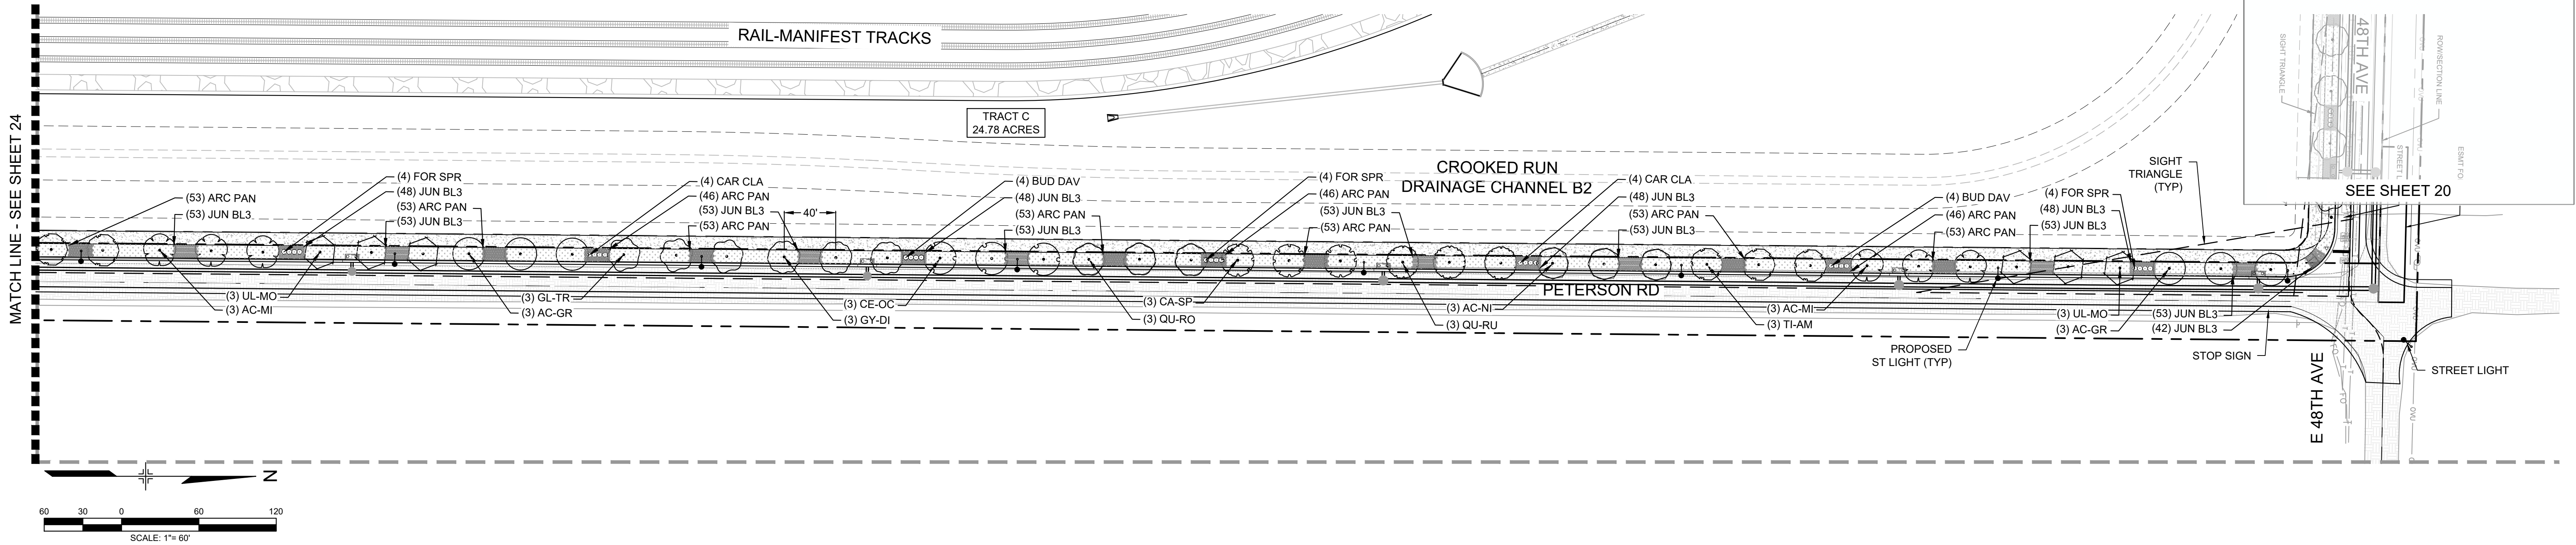 RAIL-MANIFEST TRACKS
TRACT C
24.78 ACRES
CROOKED RUN
DRAINAGE CHANNEL B2
SIGHT
TRIANGLE
(TYP)
SIGHT TRIANGLE
48TH AVE
ROW/SECTION LINE
STREET L
ESMT FO
SEE SHEET 20
MATCH LINE - SEE SHEET 24
(53) ARC PAN
(53) JUN BL3
(4) FOR SPR
(48) JUN BL3
(53) ARC PAN
(53) JUN BL3
(4) CAR CLA
(46) ARC PAN
(53) JUN BL3
(53) ARC PAN
40'
(4) BUD DAV
(48) JUN BL3
(53) ARC PAN
(53) JUN BL3
(4) FOR SPR
(46) ARC PAN
(53) JUN BL3
(53) ARC PAN
(4) CAR CLA
(48) JUN BL3
(53) ARC PAN
(53) JUN BL3
(4) BUD DAV
(46) ARC PAN
(53) ARC PAN
(4) FOR SPR
(48) JUN BL3
(53) JUN BL3
(3) UL-MO
(3) AC-MI
(3) GL-TR
(3) AC-GR
(3) CE-OC
(3) GY-DI
(3) CA-SP
(3) QU-RO
(3) AC-NI
(3) QU-RU
PETERSON RD
(3) AC-MI
(3) TI-AM
(3) UL-MO
(3) AC-GR
(53) JUN BL3
(42) JUN BL3
PROPOSED
ST LIGHT (TYP)
STOP SIGN
E 48TH AVE
STREET LIGHT
N
60 30 0 60 120
SCALE: 1"= 60'